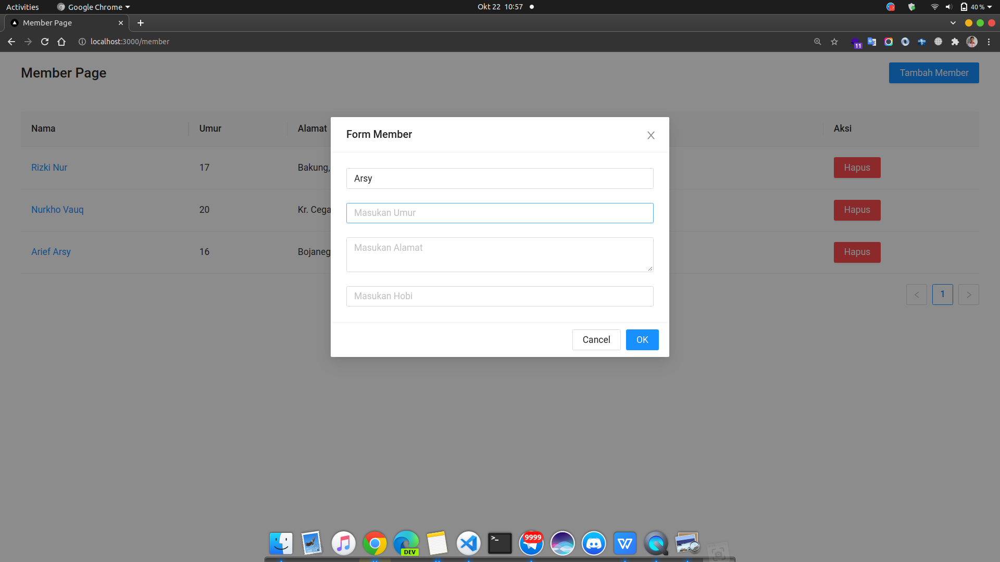 Activities
Google Chrome
Okt 22 10:57
40 %
Member Page
localhost:3000/member
11
Member Page
Tambah Member
Nama
Umur
Alamat
Aksi
Rizki Nur
17
Bakung,
Hapus
Nurkho Vauq
20
Kr. Cega
Hapus
Arief Arsy
16
Bojaneg
Hapus
< 1 >
Form Member
Arsy
Masukan Umur
Masukan Alamat
Masukan Hobi
Cancel
OK
DEV
>_
9999